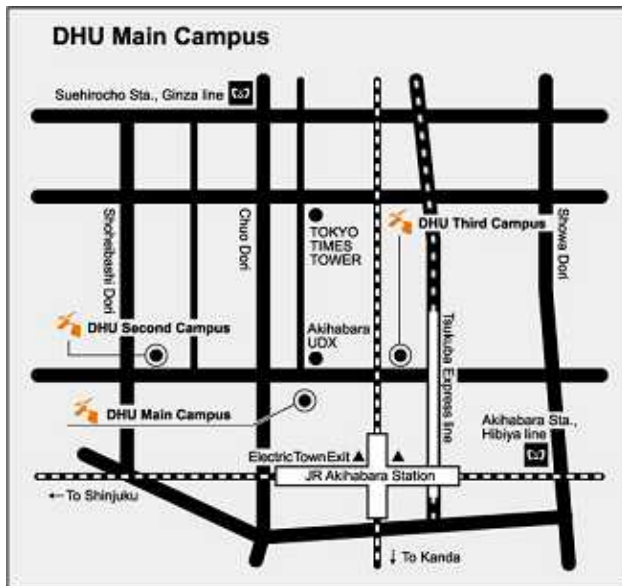 DHU Main Campus
Suehirocho Sta., Ginza line
Shoheibashi Dori
Chuo Dori
TOKYO
TIMES
TOWER
DHU Third Campus
Showa Dori
DHU Second Campus
Akihabara
UDX
Tsukuba Express line
DHU Main Campus
Akihabara Sta.,
Hibiya line
Electric Town Exit
JR Akihabara Station
← To Shinjuku
↓ To Kanda